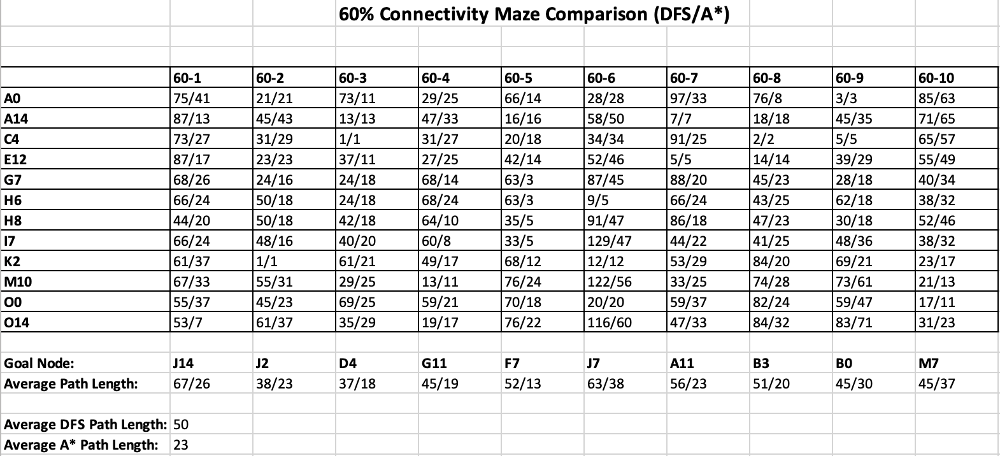 60% Connectivity Maze Comparison (DFS/A*)
60-1 60-2 60-3 60-4 60-5 60-6 60-7 60-8 60-9 60-10
A0 75/41 21/21 73/11 29/25 66/14 28/28 97/33 76/8 3/3 85/63
A14 87/13 45/43 13/13 47/33 16/16 58/50 7/7 18/18 45/35 71/65
C4 73/27 31/29 1/1 31/27 20/18 34/34 91/25 2/2 5/5 65/57
E12 87/17 23/23 37/11 27/25 42/14 52/46 5/5 14/14 39/29 55/49
G7 68/26 24/16 24/18 68/14 63/3 87/45 88/20 45/23 28/18 40/34
H6 66/24 50/18 24/18 68/24 63/3 9/5 66/24 43/25 62/18 38/32
H8 44/20 50/18 42/18 64/10 35/5 91/47 86/18 47/23 30/18 52/46
I7 66/24 48/16 40/20 60/8 33/5 129/47 44/22 41/25 48/36 38/32
K2 61/37 1/1 61/21 49/17 68/12 12/12 53/29 84/20 69/21 23/17
M10 67/33 55/31 29/25 13/11 76/24 122/56 33/25 74/28 73/61 21/13
O0 55/37 45/23 69/25 59/21 70/18 20/20 59/37 82/24 59/47 17/11
O14 53/7 61/37 35/29 19/17 76/22 116/60 47/33 84/32 83/71 31/23
Goal Node: J14 J2 D4 G11 F7 J7 A11 B3 B0 M7
Average Path Length: 67/26 38/23 37/18 45/19 52/13 63/38 56/23 51/20 45/30 45/37
Average DFS Path Length: 50
Average A* Path Length: 23